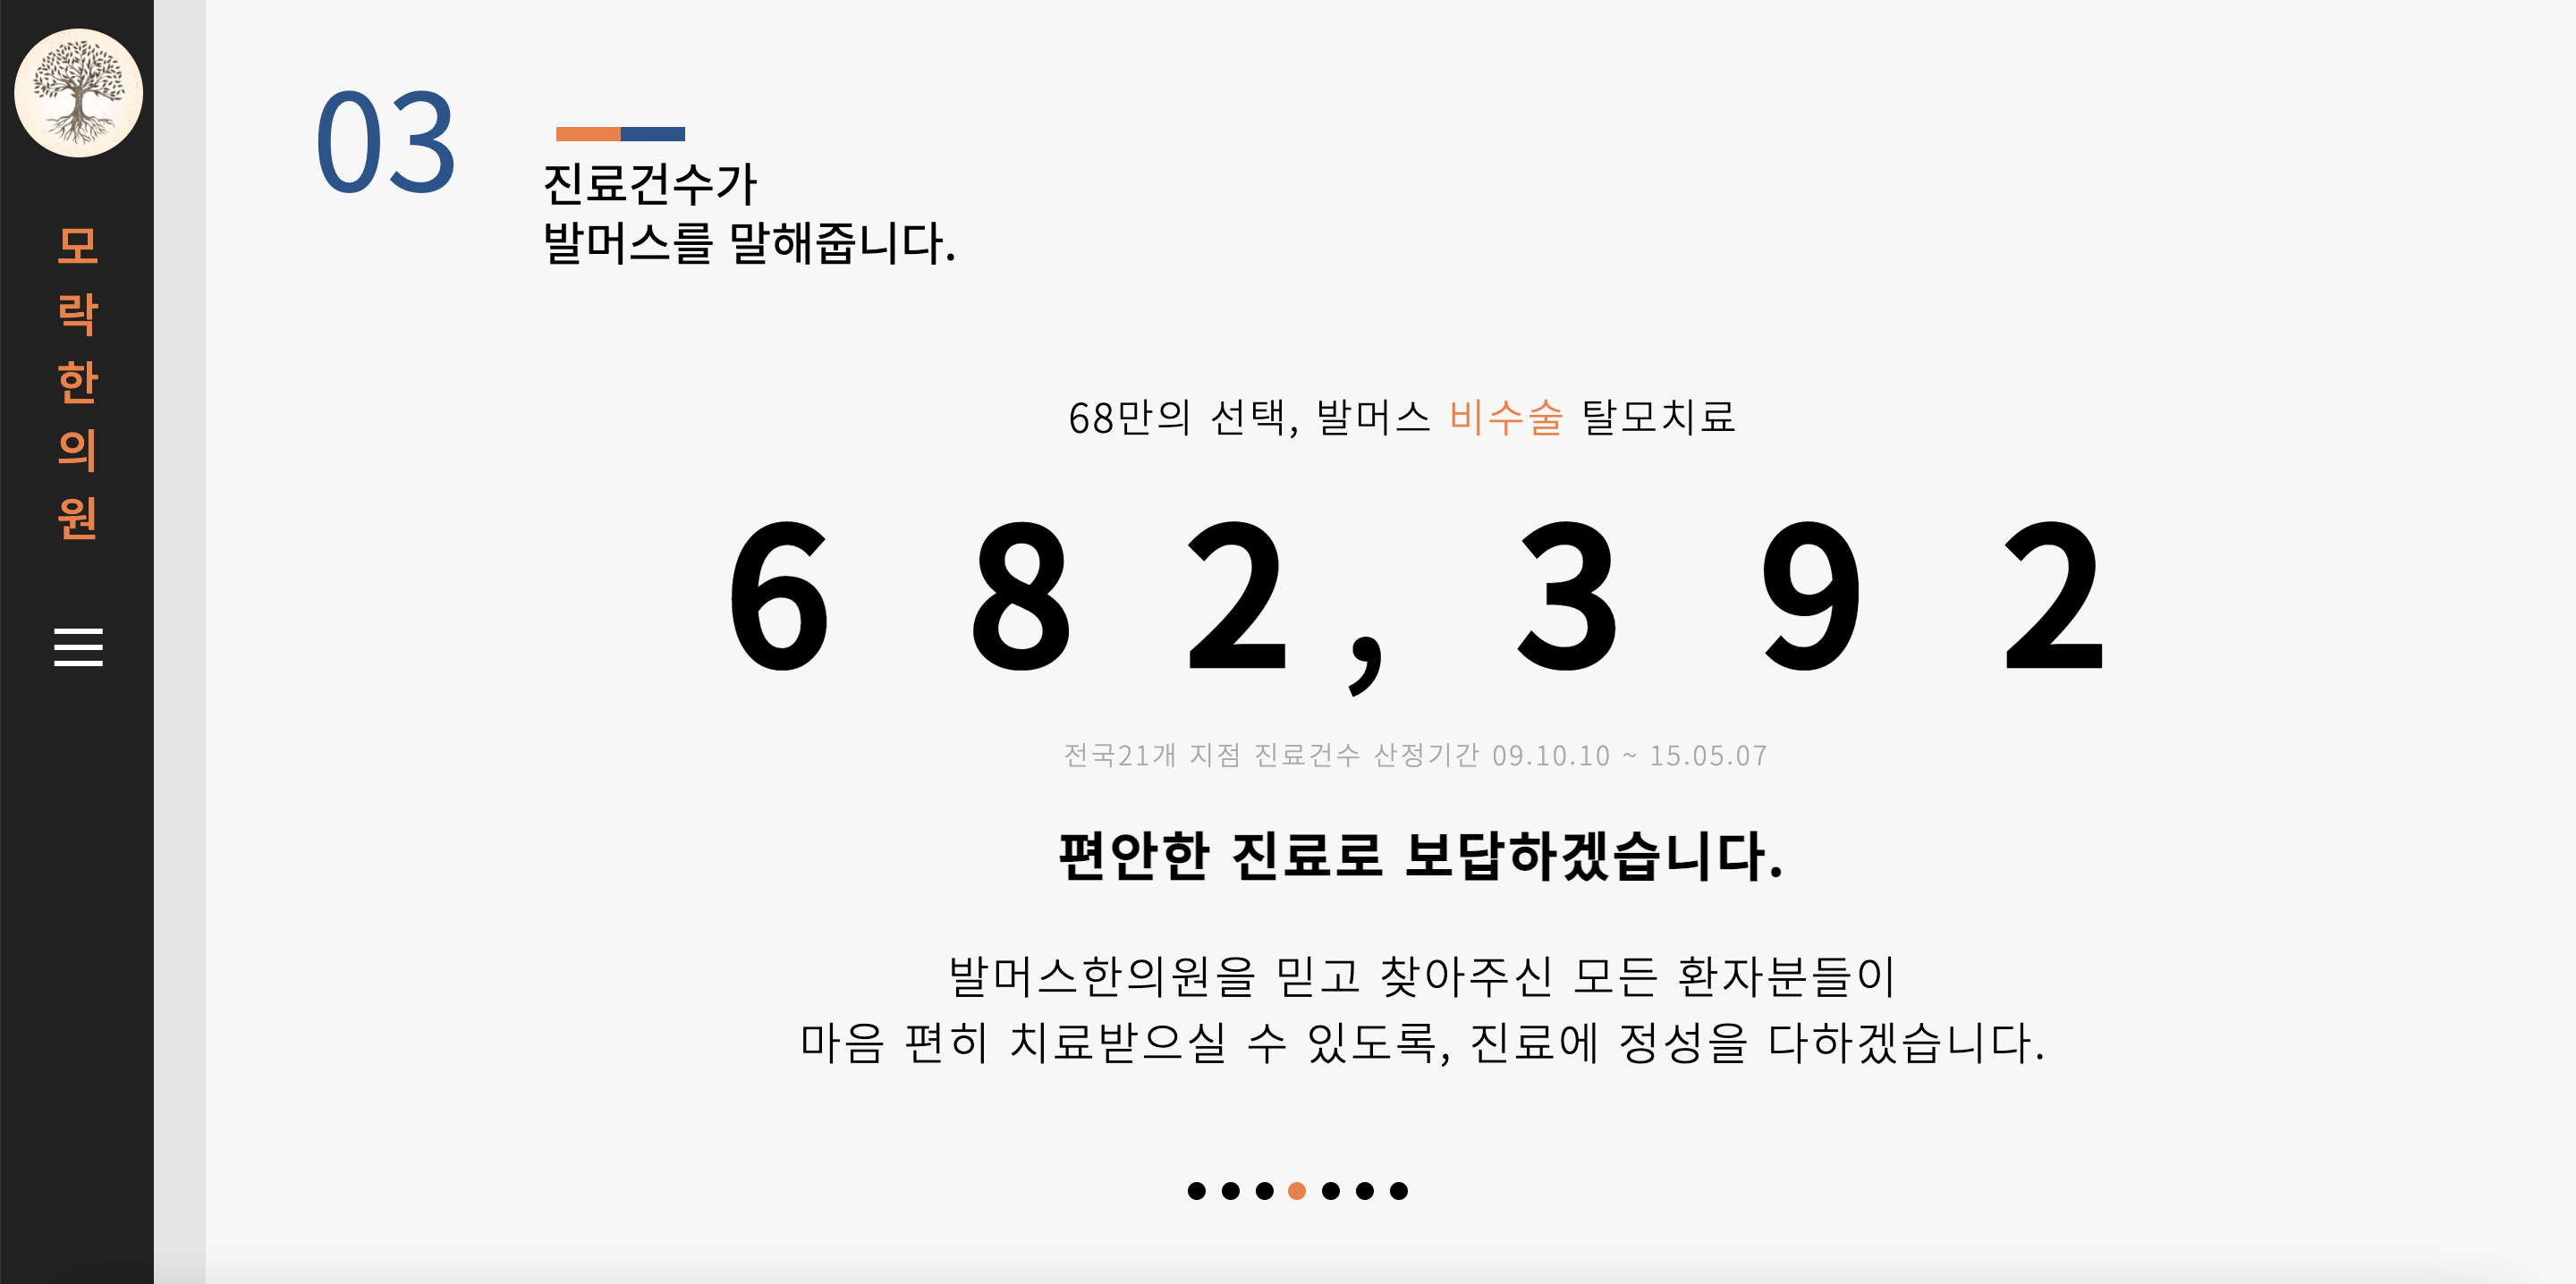 모
락
한
의
원
03
진료건수가
발머스를 말해줍니다.
68만의 선택, 발머스 비수술 탈모치료
682,392
전국21개 지점 진료건수 산정기간 09.10.10 ~ 15.05.07
편안한 진료로 보답하겠습니다.
발머스한의원을 믿고 찾아주신 모든 환자분들이
마음 편히 치료받으실 수 있도록, 진료에 정성을 다하겠습니다.